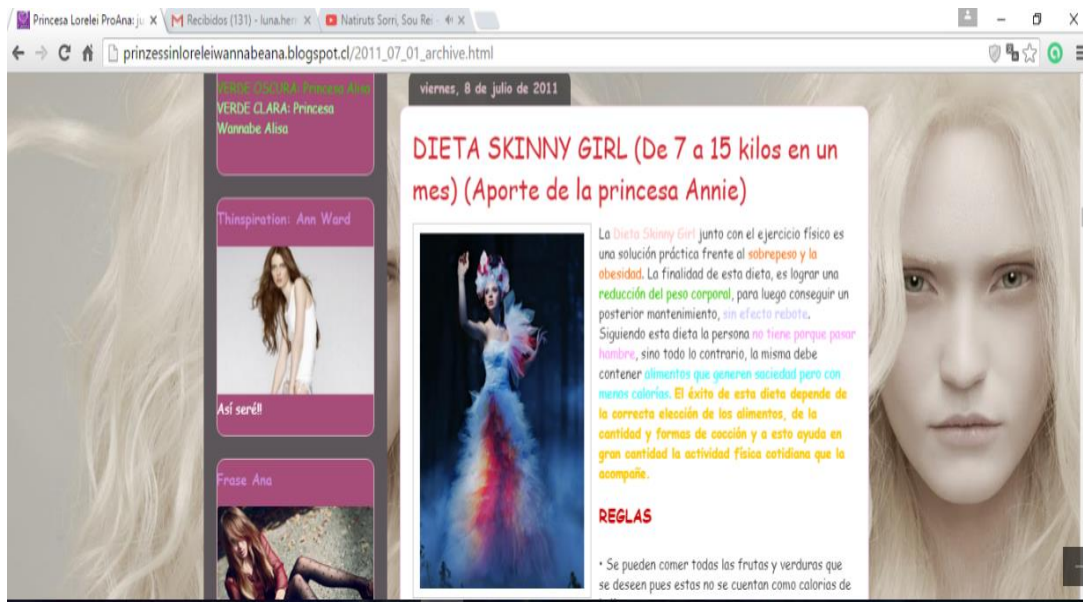 Princesa Lorelei ProAna: ju
Recibidos (131) - luna.her
Natiruts Sorri, Sou Rei -
prinzessinloreleiwannabeana.blogspot.cl/2011_07_01_archive.html
VERDE OSCURA: Princesa Alisa
VERDE CLARA: Princesa
Wannabe Alisa
Thinspiration: Ann Ward
Así seré!!
Frase Ana
viernes, 8 de julio de 2011
DIETA SKINNY GIRL (De 7 a 15 kilos en un
mes) (Aporte de la princesa Annie)
La Dieta Skinny Girl junto con el ejercicio físico es
una solución práctica frente al sobrepeso y la
obesidad. La finalidad de esta dieta, es lograr una
reducción del peso corporal, para luego conseguir un
posterior mantenimiento, sin efecto rebote.
Siguiendo esta dieta la persona no tiene porque pasar
hambre, sino todo lo contrario, la misma debe
contener alimentos que generen saciedad pero con
menos calorías. El éxito de esta dieta depende de
la correcta elección de los alimentos, de la
cantidad y formas de cocción y a esto ayuda en
gran cantidad la actividad física cotidiana que la
acompañe.
REGLAS
• Se pueden comer todas las frutas y verduras que
se deseen pues estas no se cuentan como calorias de